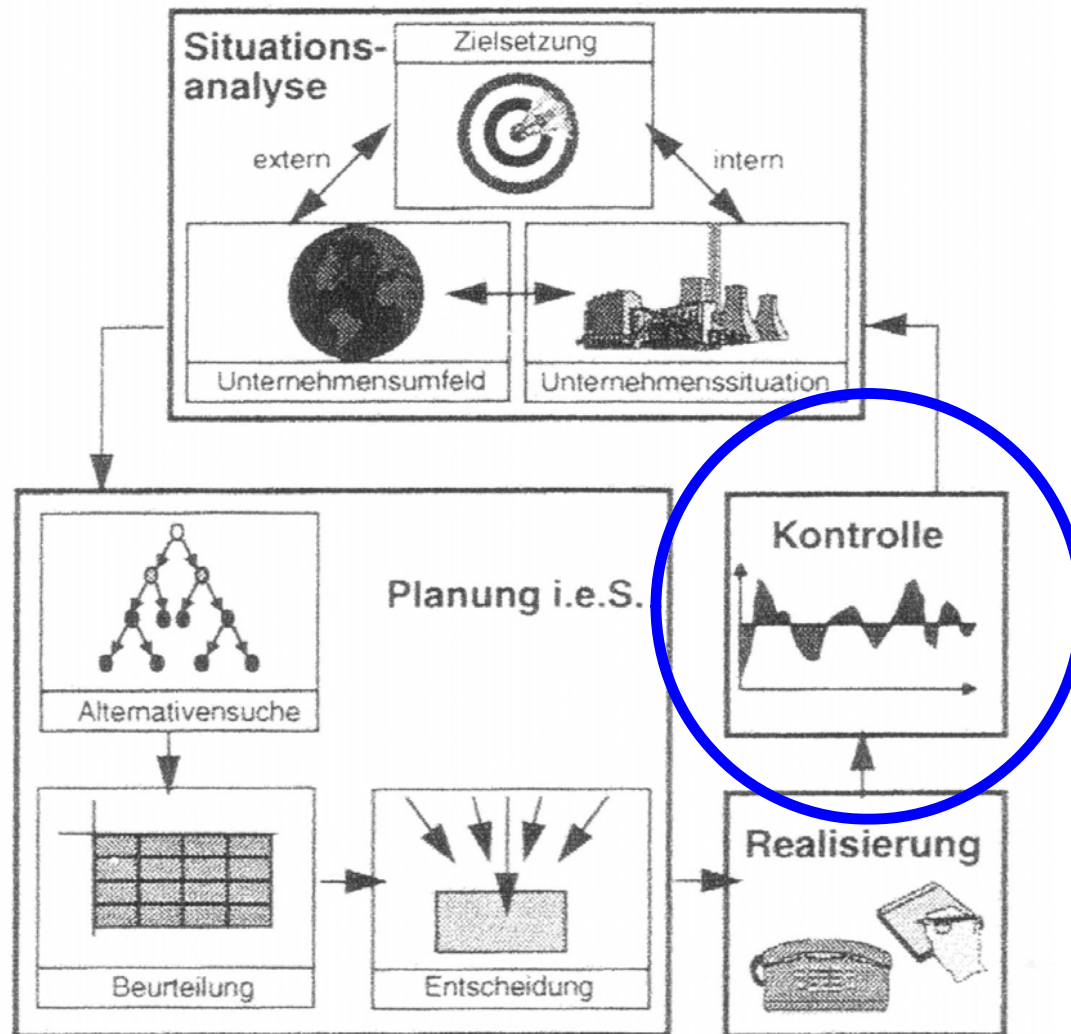 Situations-
analyse
Zielsetzung
extern
intern
Unternehmensumfeld
Unternehmenssituation
Planung i.e.S.
Alternativensuche
Beurteilung
Entscheidung
Kontrolle
Realisierung